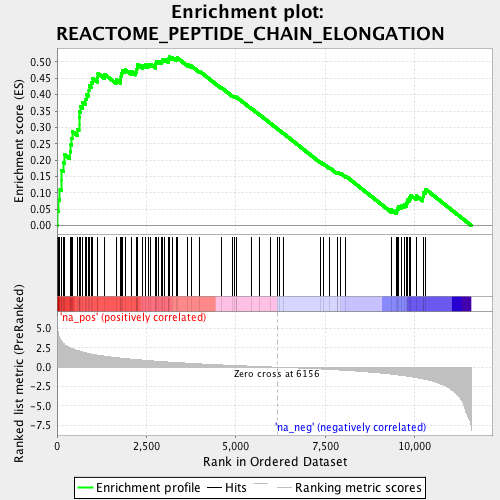 Enrichment plot:
REACTOME_PEPTIDE_CHAIN_ELONGATION
Enrichment score (ES)
0.50
0.45
0.40
0.35
0.30
0.25
0.20
0.15
0.10
0.05
0.00
'na_pos' (positively correlated)
Ranked list metric (PreRanked)
5.0
2.5
0.0
-2.5
-5.0
-7.5
Zero cross at 6156
'na_neg' (negatively correlated)
0 2,500 5,000 7,500 10,000
Rank in Ordered Dataset
Enrichment profile Hits Ranking metric scores